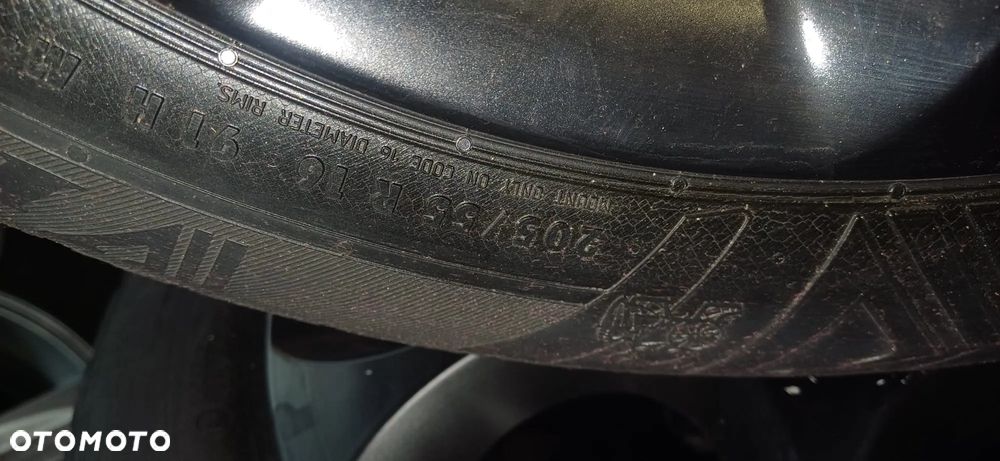 MOUNT ONLY ON CODE 16 DIAMETER RIMS.
205/55 R 16 91 H
OTOMOTO